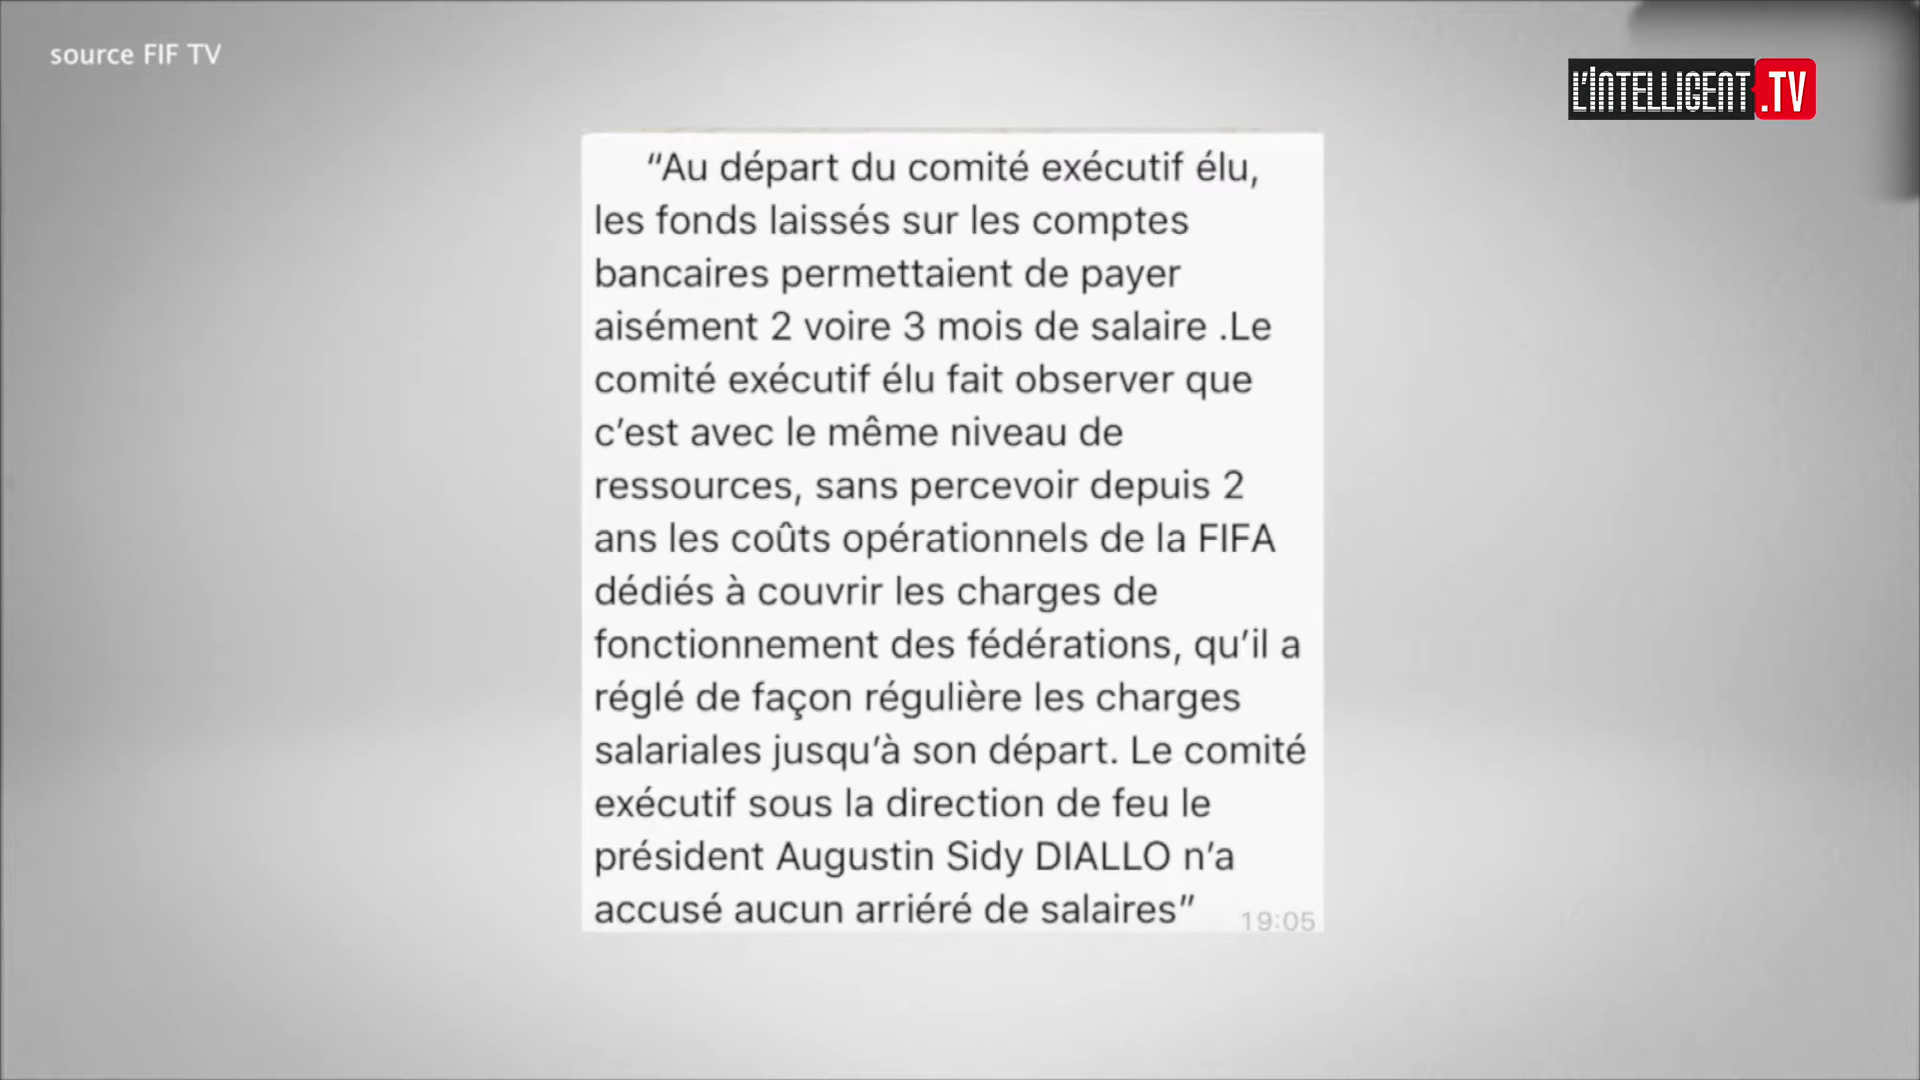 source FIF TV
L'INTELLIGENT.TV
“Au départ du comité exécutif élu,
les fonds laissés sur les comptes
bancaires permettaient de payer
aisément 2 voire 3 mois de salaire .Le
comité exécutif élu fait observer que
c’est avec le même niveau de
ressources, sans percevoir depuis 2
ans les coûts opérationnels de la FIFA
dédiés à couvrir les charges de
fonctionnement des fédérations, qu’il a
réglé de façon régulière les charges
salariales jusqu’à son départ. Le comité
exécutif sous la direction de feu le
président Augustin Sidy DIALLO n’a
accusé aucun arriéré de salaires”
19:05